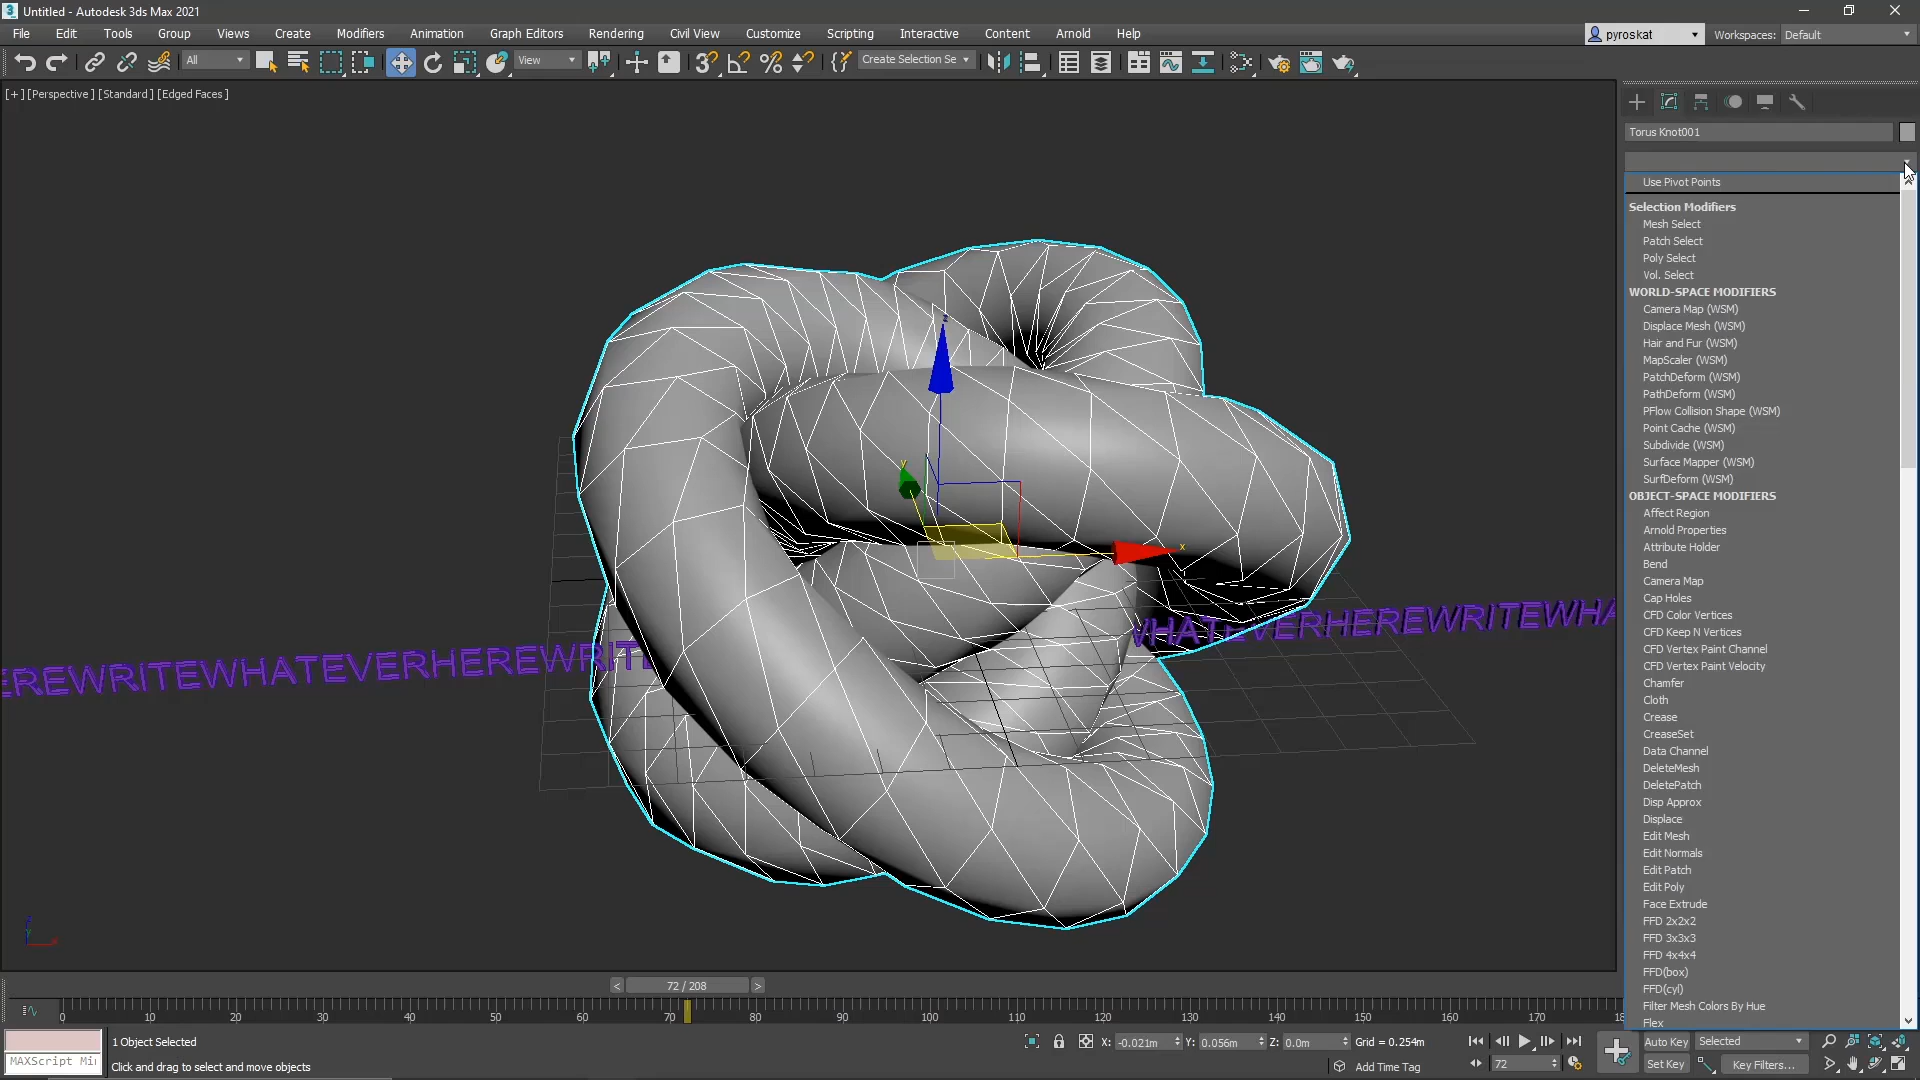 Untitled - Autodesk 3ds Max 2021
File Edit Tools Group Views Create Modifiers Animation Graph Editors Rendering Civil View Customize Scripting Interactive Content Arnold Help
pyroskat Workspaces: Default
All View Create Selection Se
[+] [Perspective ] [Standard ] [Edged Faces ]
Torus Knot001
Use Pivot Points
Selection Modifiers
Mesh Select
Patch Select
Poly Select
Vol. Select
WORLD-SPACE MODIFIERS
Camera Map (WSM)
Displace Mesh (WSM)
Hair and Fur (WSM)
MapScaler (WSM)
PatchDeform (WSM)
PathDeform (WSM)
PFlow Collision Shape (WSM)
Point Cache (WSM)
Subdivide (WSM)
Surface Mapper (WSM)
SurfDeform (WSM)
OBJECT-SPACE MODIFIERS
Affect Region
Arnold Properties
Attribute Holder
Bend
Camera Map
Cap Holes
CFD Color Vertices
CFD Keep N Vertices
CFD Vertex Paint Channel
CFD Vertex Paint Velocity
Chamfer
Cloth
Crease
CreaseSet
Data Channel
DeleteMesh
DeletePatch
Disp Approx
Displace
Edit Mesh
Edit Normals
Edit Patch
Edit Poly
Face Extrude
FFD 2x2x2
FFD 3x3x3
FFD 4x4x4
FFD(box)
FFD(cyl)
Filter Mesh Colors By Hue
Flex
z
y
x
EREWRITEWHATEVERHEREWRITE
WHATEVERHEREWRITEWHA
< 72 / 208 >
0 10 20 30 40 50 60 70 80 90 100 110 120 130 140 150 160 170 18
1 Object Selected
X: -0.021m Y: 0.056m Z: 0.0m Grid = 0.254m
Auto Key Selected
MAXScript Mi
Click and drag to select and move objects
Add Time Tag
72
Set Key Key Filters...